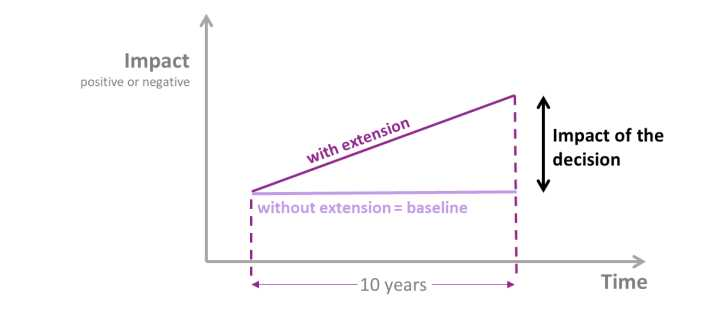 Impact
positive or negative
with extension
Impact of the
decision
without extension = baseline
10 years
Time